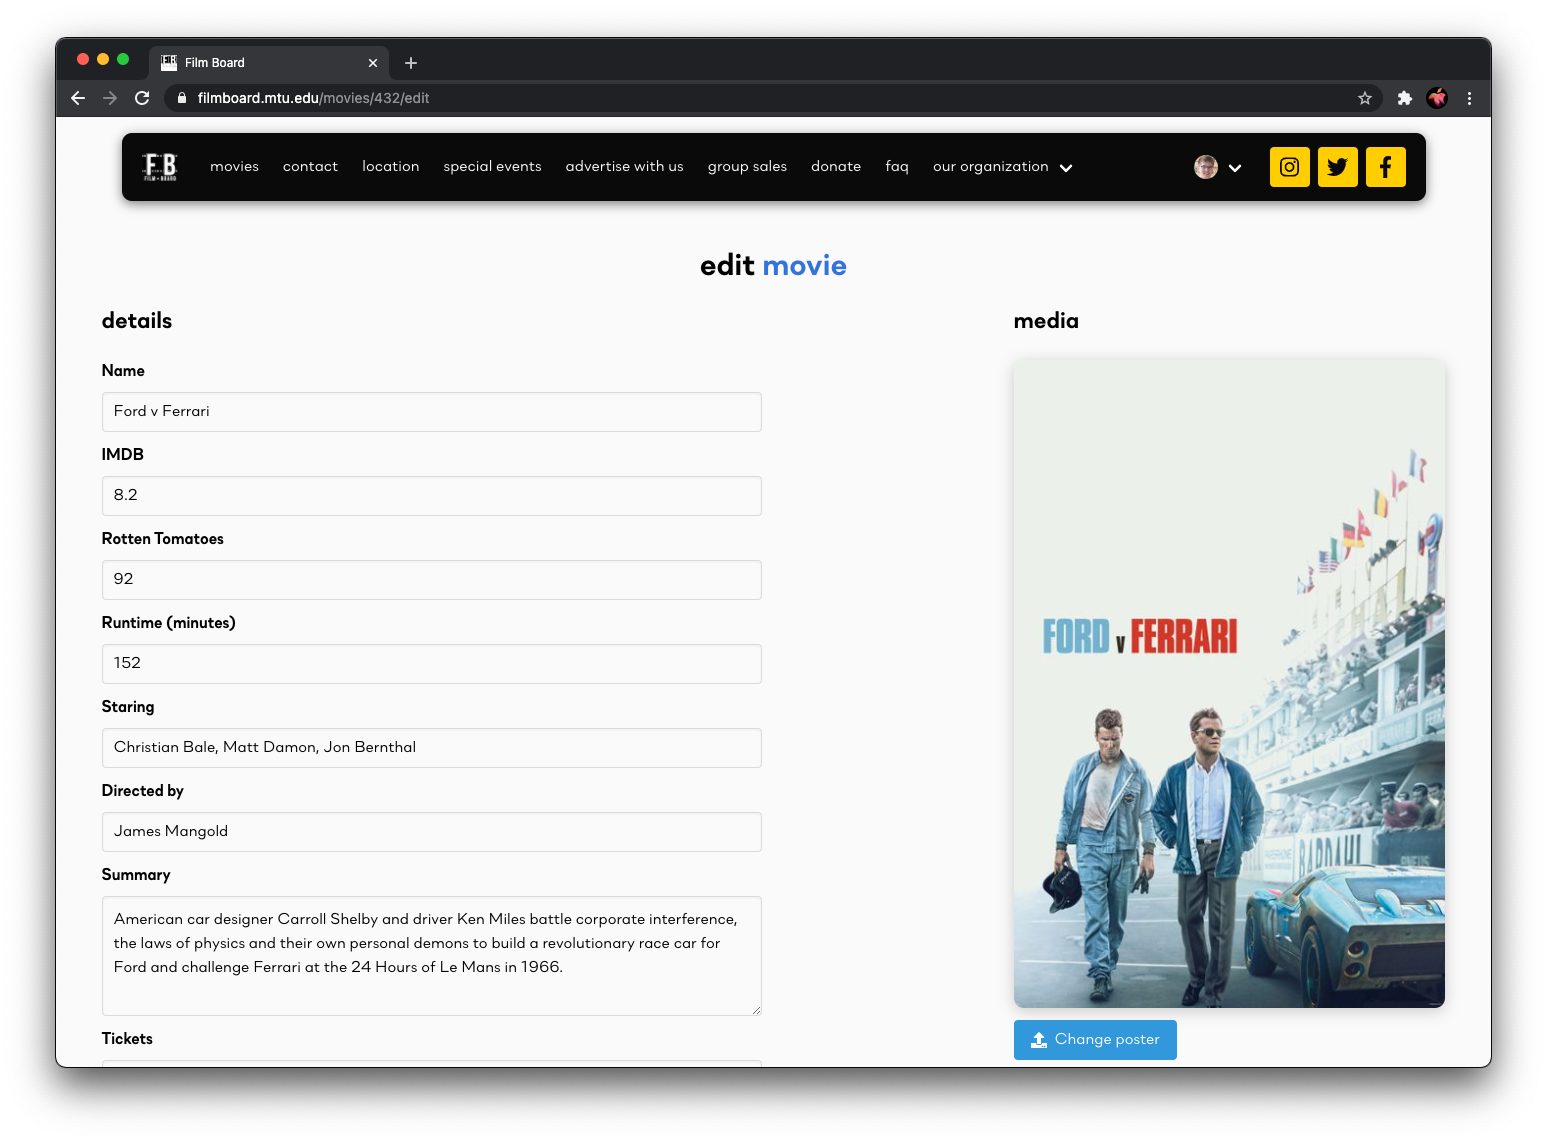 Film Board
filmboard.mtu.edu/movies/432/edit
F B
FILM BOARD
movies contact location special events advertise with us group sales donate faq our organization
edit movie
details
media
Name
Ford v Ferrari
IMDB
8.2
Rotten Tomatoes
92
Runtime (minutes)
152
Staring
Christian Bale, Matt Damon, Jon Bernthal
Directed by
James Mangold
Summary
American car designer Carroll Shelby and driver Ken Miles battle corporate interference,
the laws of physics and their own personal demons to build a revolutionary race car for
Ford and challenge Ferrari at the 24 Hours of Le Mans in 1966.
Tickets
FORD v FERRARI
BARDAHL
Change poster